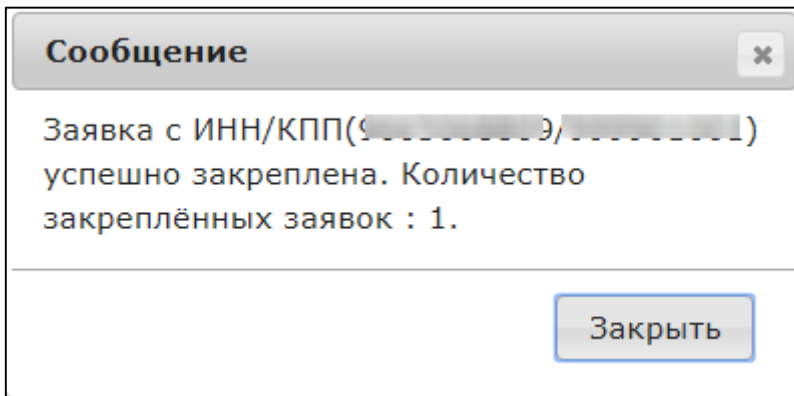 Сообщение
Заявка с ИНН/КПП(
успешно закреплена. Количество
закреплённых заявок : 1.
Закрыть